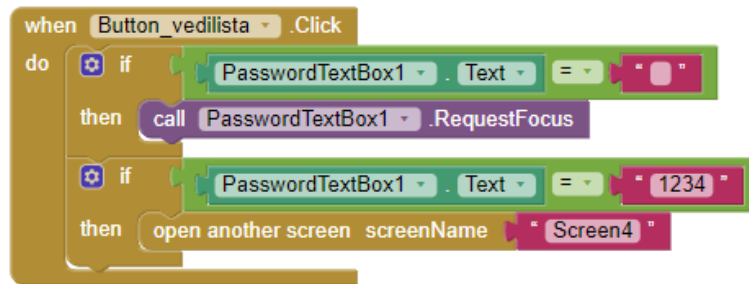 when Button_vedilista .Click
do if PasswordTextBox1 . Text = " "
then call PasswordTextBox1 .RequestFocus
if PasswordTextBox1 . Text = " 1234 "
then open another screen screenName " Screen4 "